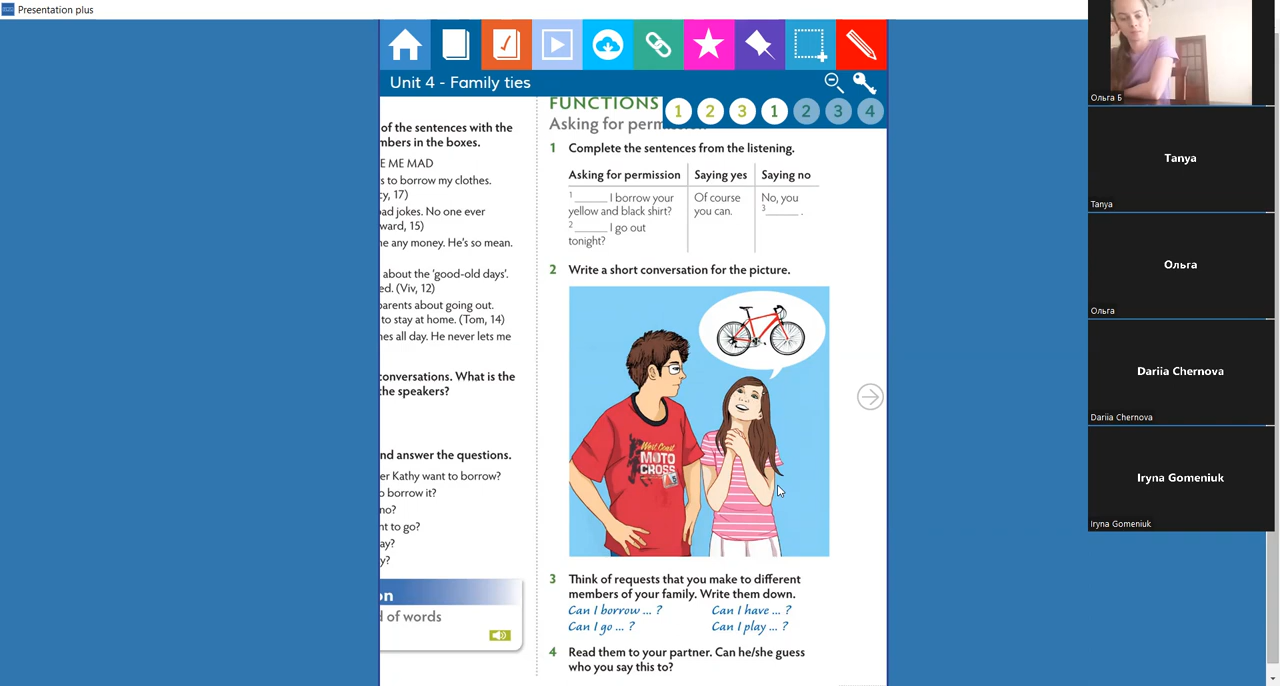 Presentation plus
Unit 4 - Family ties
of the sentences with the
mbers in the boxes.
E ME MAD
s to borrow my clothes.
cy, 17)
ad jokes. No one ever
ward, 15)
ne any money. He's so mean.
about the 'good-old days'.
ed. (Viv, 12)
parents about going out.
to stay at home. (Tom, 14)
nes all day. He never lets me
conversations. What is the
the speakers?
nd answer the questions.
er Kathy want to borrow?
o borrow it?
no?
nt to go?
ay?
y?
on
d of words
FUNCTIONS
1 2 3 1 2 3 4
Asking for perm
1 Complete the sentences from the listening.
Asking for permission Saying yes Saying no
1 ______ I borrow your
yellow and black shirt?
2 ______ I go out
tonight?
Of course
you can.
No, you
3 ______ .
2 Write a short conversation for the picture.
West Coast
MOTO
CROSS
3 Think of requests that you make to different
members of your family. Write them down.
Can I borrow ... ? Can I have ... ?
Can I go ... ? Can I play ... ?
4 Read them to your partner. Can he/she guess
who you say this to?
Ольга Б
Tanya
Tanya
Ольга
Ольга
Dariia Chernova
Dariia Chernova
Iryna Gomeniuk
Iryna Gomeniuk